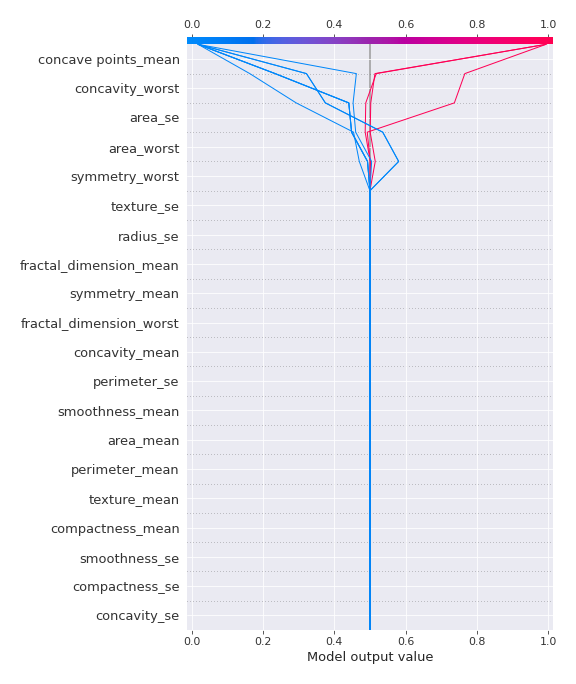 0.0 0.2 0.4 0.6 0.8 1.0
concave points_mean
concavity_worst
area_se
area_worst
symmetry_worst
texture_se
radius_se
fractal_dimension_mean
symmetry_mean
fractal_dimension_worst
concavity_mean
perimeter_se
smoothness_mean
area_mean
perimeter_mean
texture_mean
compactness_mean
smoothness_se
compactness_se
concavity_se
0.0 0.2 0.4 0.6 0.8 1.0
Model output value